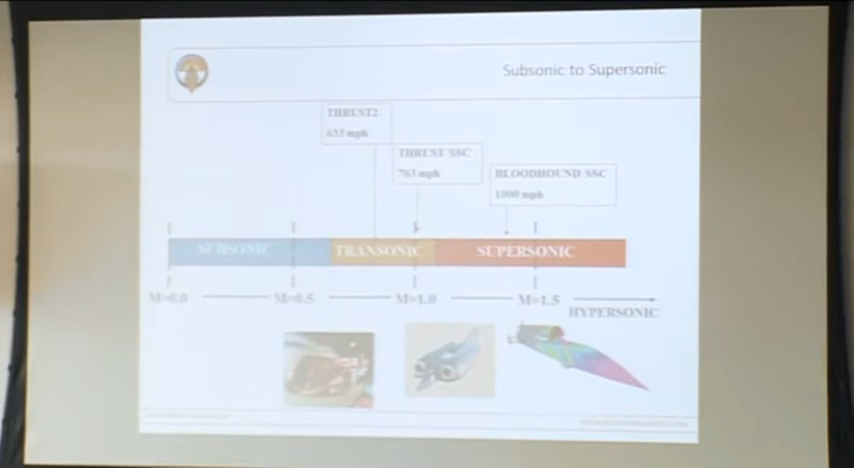 Subsonic to Supersonic
THRUST2
633 mph
THRUST SSC
763 mph
BLOODHOUND SSC
1000 mph
SUBSONIC
TRANSONIC
SUPERSONIC
M=0.0
M=0.5
M=1.0
M=1.5
HYPERSONIC